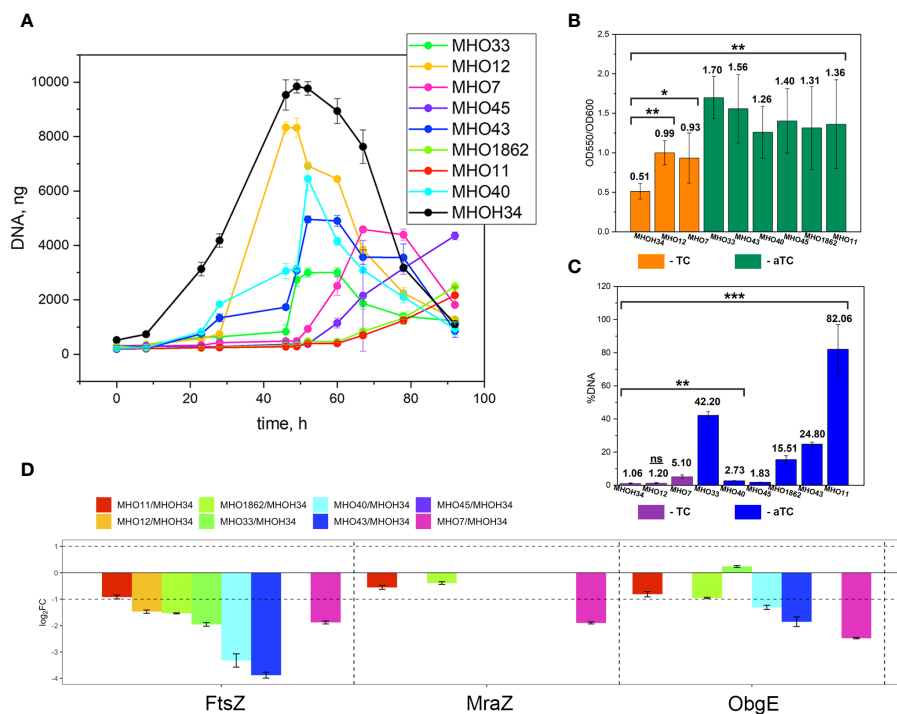 A
DNA, ng
10000
8000
6000
4000
2000
0
0 20 40 60 80 100
time, h
MHO33
MHO12
MHO7
MHO45
MHO43
MHO1862
MHO11
MHO40
MHOH34
B
**
*
**
OD550/OD600
2.5
2.0
1.5
1.0
0.5
0.0
0.51 0.99 0.93 1.70 1.56 1.26 1.40 1.31 1.36
MHOH34 MHO12 MHO7 MHO33 MHO43 MHO40 MHO45 MHO1862 MHO11
- TC - aTC
C
***
**
ns
%DNA
120
100
80
60
40
20
0
1.06 1.20 5.10 42.20 2.73 1.83 15.51 24.80 82.06
MHOH34 MHO12 MHO7 MHO33 MHO40 MHO45 MHO1862 MHO43 MHO11
- TC - aTC
D
MHO11/MHOH34 MHO1862/MHOH34 MHO40/MHOH34 MHO45/MHOH34
MHO12/MHOH34 MHO33/MHOH34 MHO43/MHOH34 MHO7/MHOH34
log2FC
1
0
-1
-2
-3
-4
FtsZ MraZ ObgE